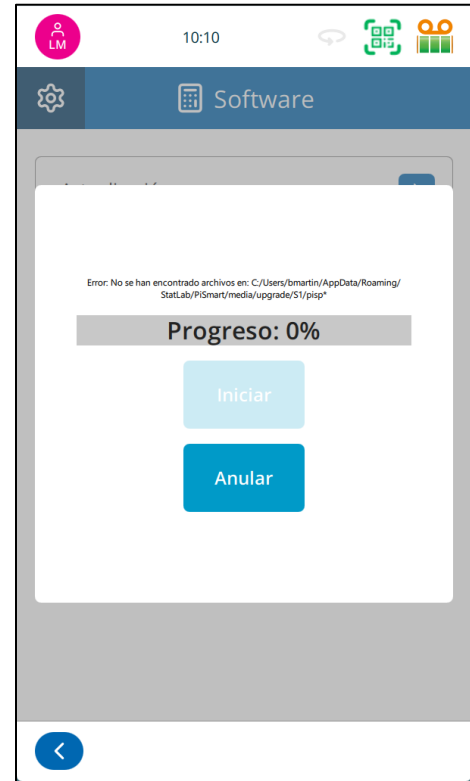 LM
10:10
Software
Error: No se han encontrado archivos en: C:/Users/bmartin/AppData/Roaming/
StatLab/PiSmart/media/upgrade/S1/pisp*
Progreso: 0%
Iniciar
Anular